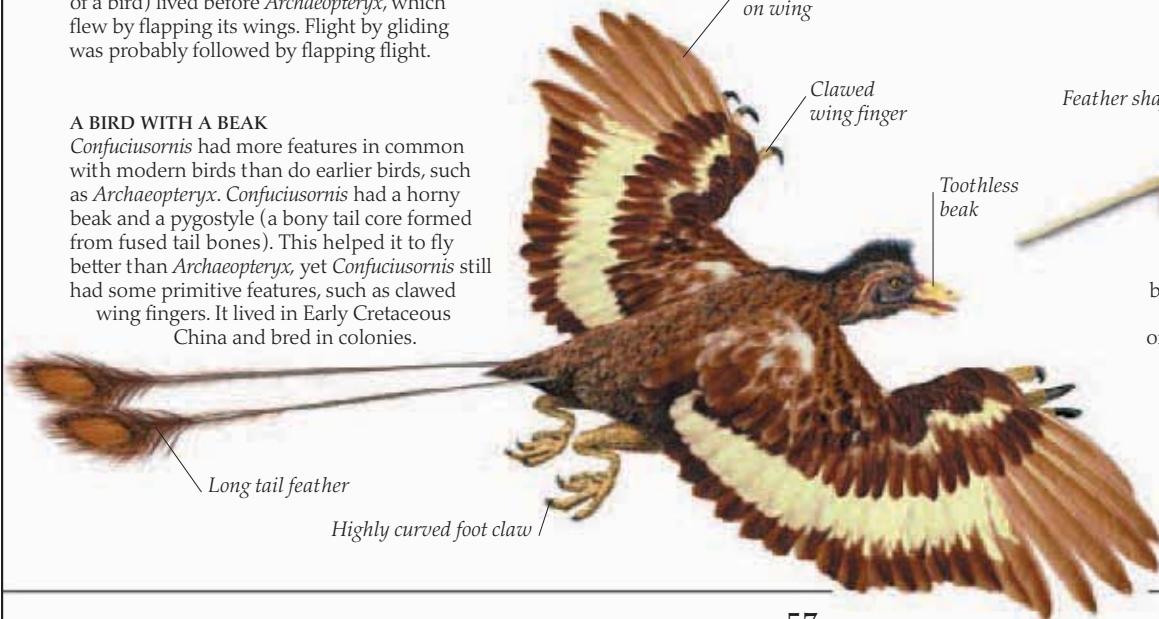 of a bird) lived before Archaeopteryx, which
flew by flapping its wings. Flight by gliding
was probably followed by flapping flight.
A BIRD WITH A BEAK
Confuciusornis had more features in common
with modern birds than do earlier birds, such
as Archaeopteryx. Confuciusornis had a horny
beak and a pygostyle (a bony tail core formed
from fused tail bones). This helped it to fly
better than Archaeopteryx, yet Confuciusornis still
had some primitive features, such as clawed
wing fingers. It lived in Early Cretaceous
China and bred in colonies.
on wing
Clawed
wing finger
Feather
Toothless
beak
Long tail feather
Highly curved foot claw
57